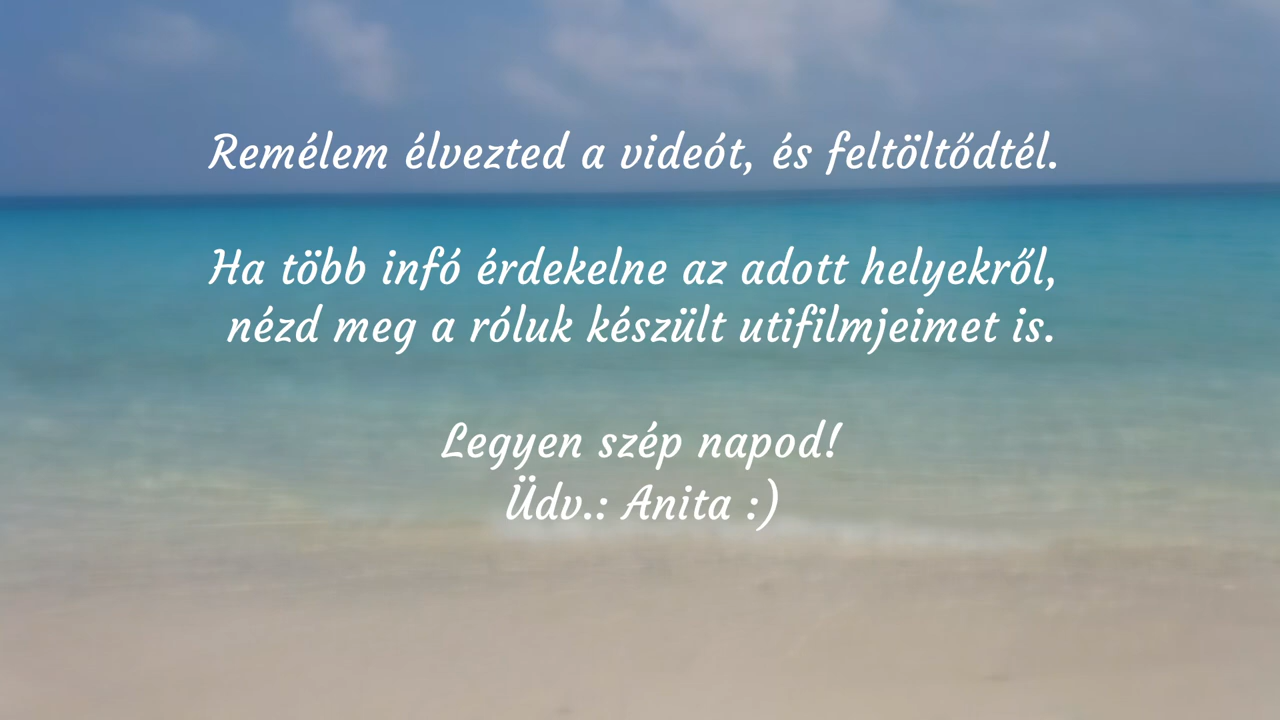 Remélem élvezted a videót, és feltöltődtél.
Ha több infó érdekelne az adott helyekről,
nézd meg a róluk készült utifilmjeimet is.
Legyen szép napod!
Üdv.: Anita :)